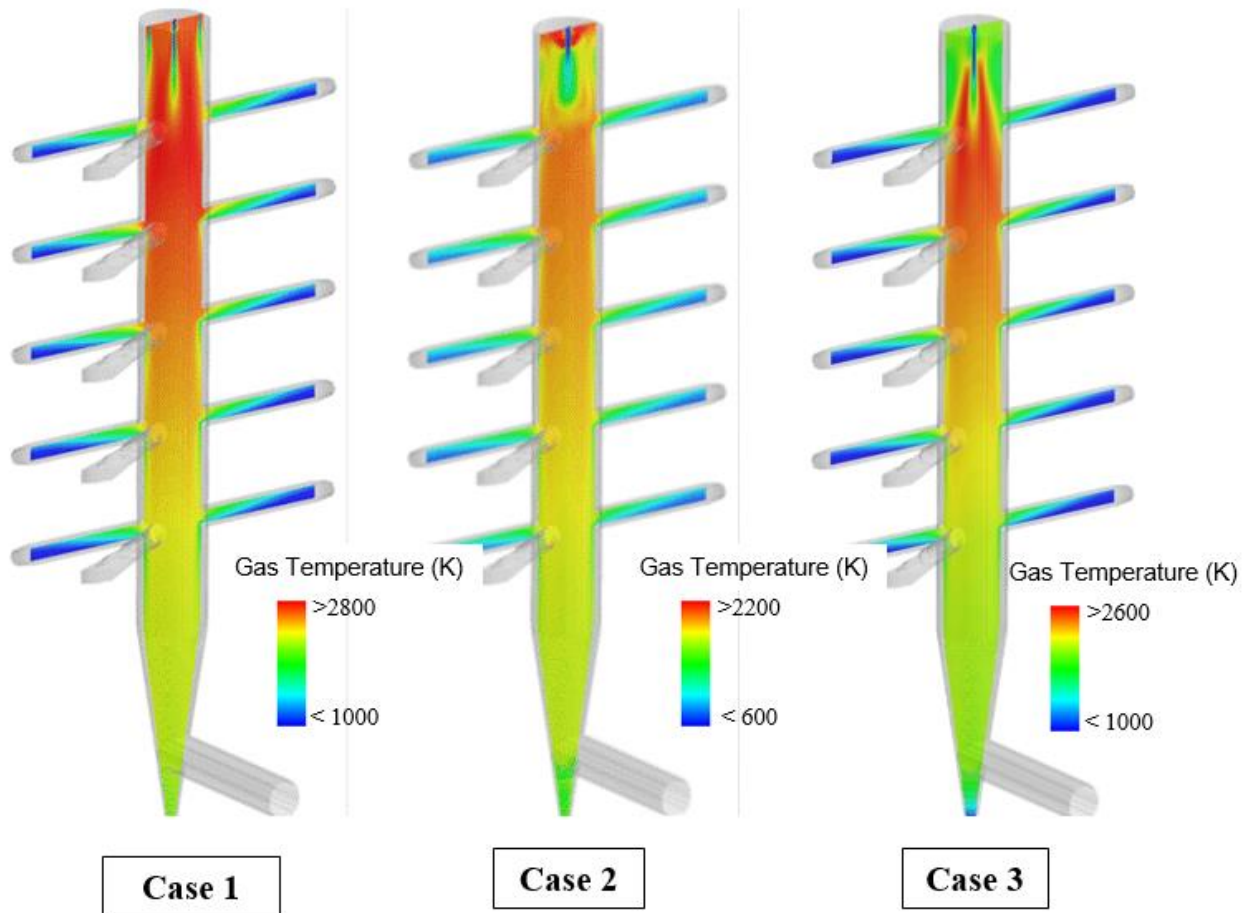 Gas Temperature (K)
>2800
< 1000
Gas Temperature (K)
>2200
< 600
Gas Temperature (K)
>2600
< 1000
Case 1
Case 2
Case 3